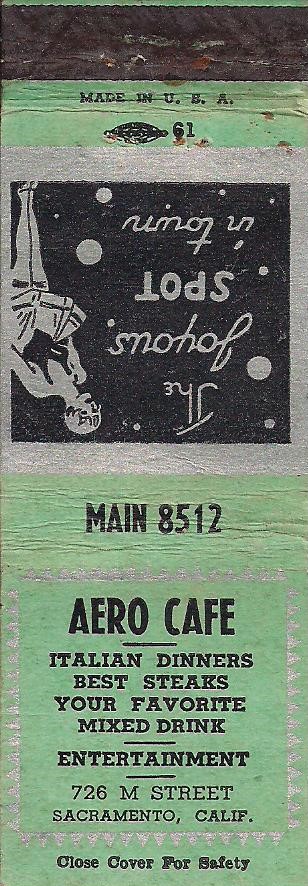 MADE IN U. S. A.
61
The
Joyous
SPOT
in town
MAIN 8512
AERO CAFE
ITALIAN DINNERS
BEST STEAKS
YOUR FAVORITE
MIXED DRINK
ENTERTAINMENT
726 M STREET
SACRAMENTO, CALIF.
Close Cover For Safety